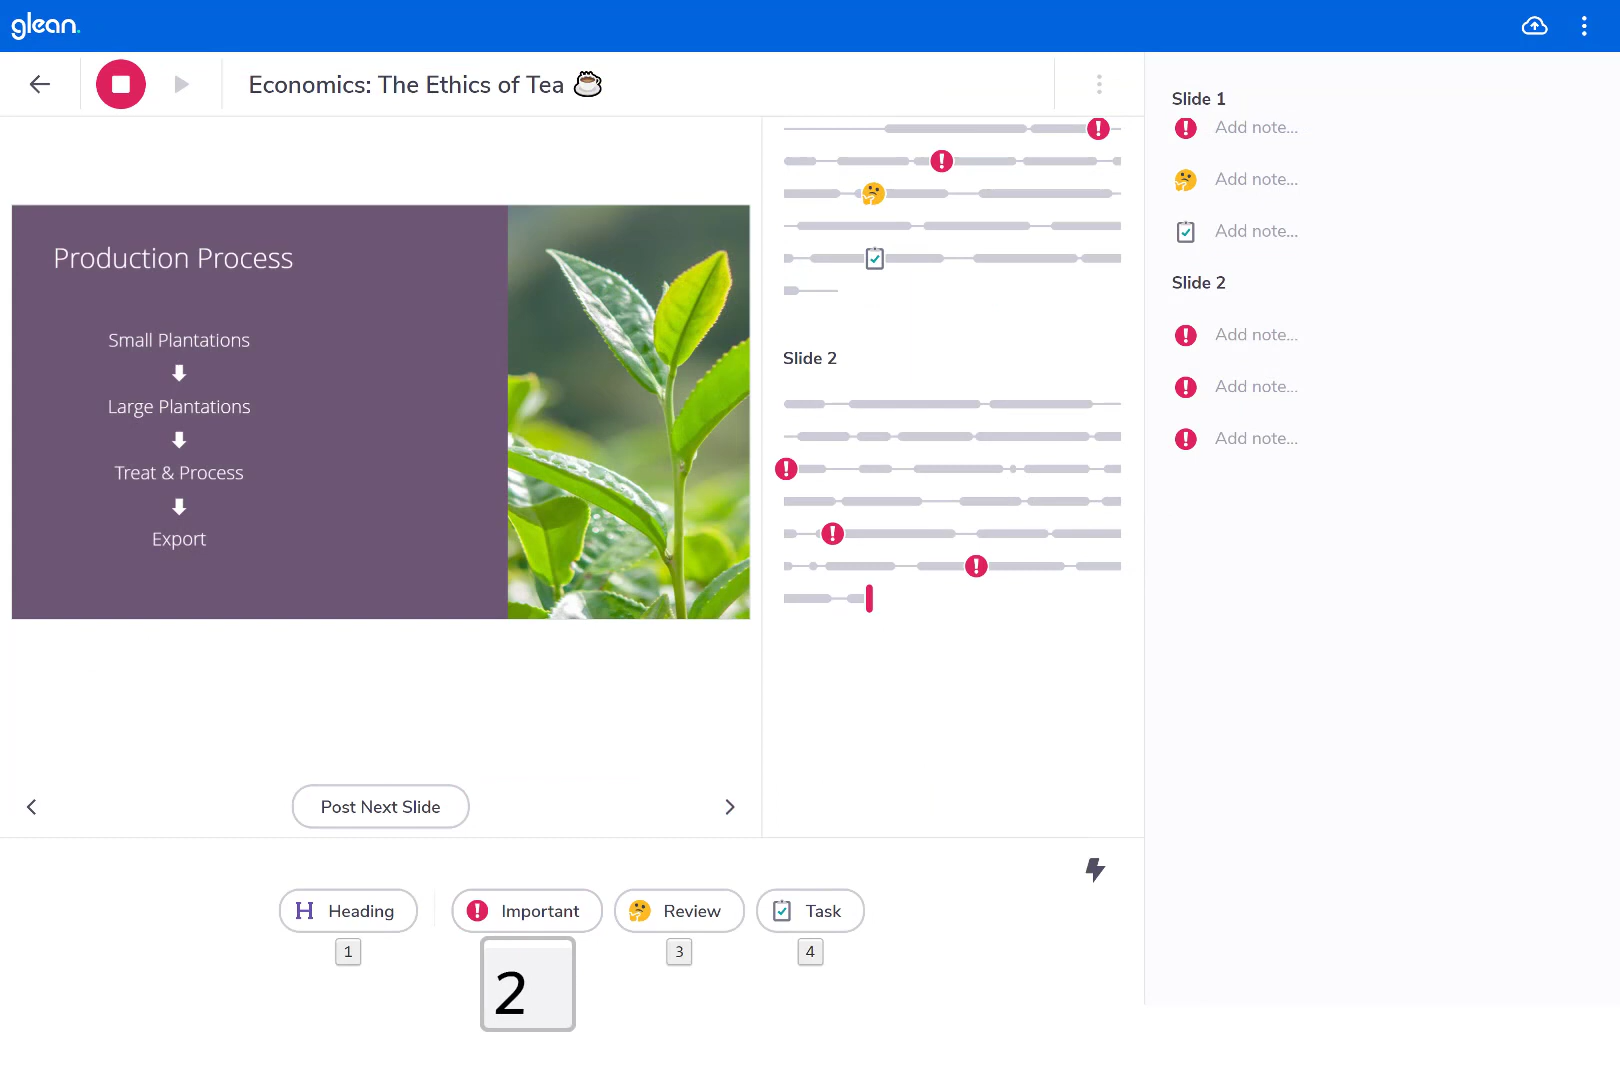 glean.
Economics: The Ethics of Tea
Production Process
Small Plantations
Large Plantations
Treat & Process
Export
Post Next Slide
Slide 2
Slide 1
Add note...
Add note...
Add note...
Slide 2
Add note...
Add note...
Add note...
H Heading
Important
Review
Task
1
2
3
4